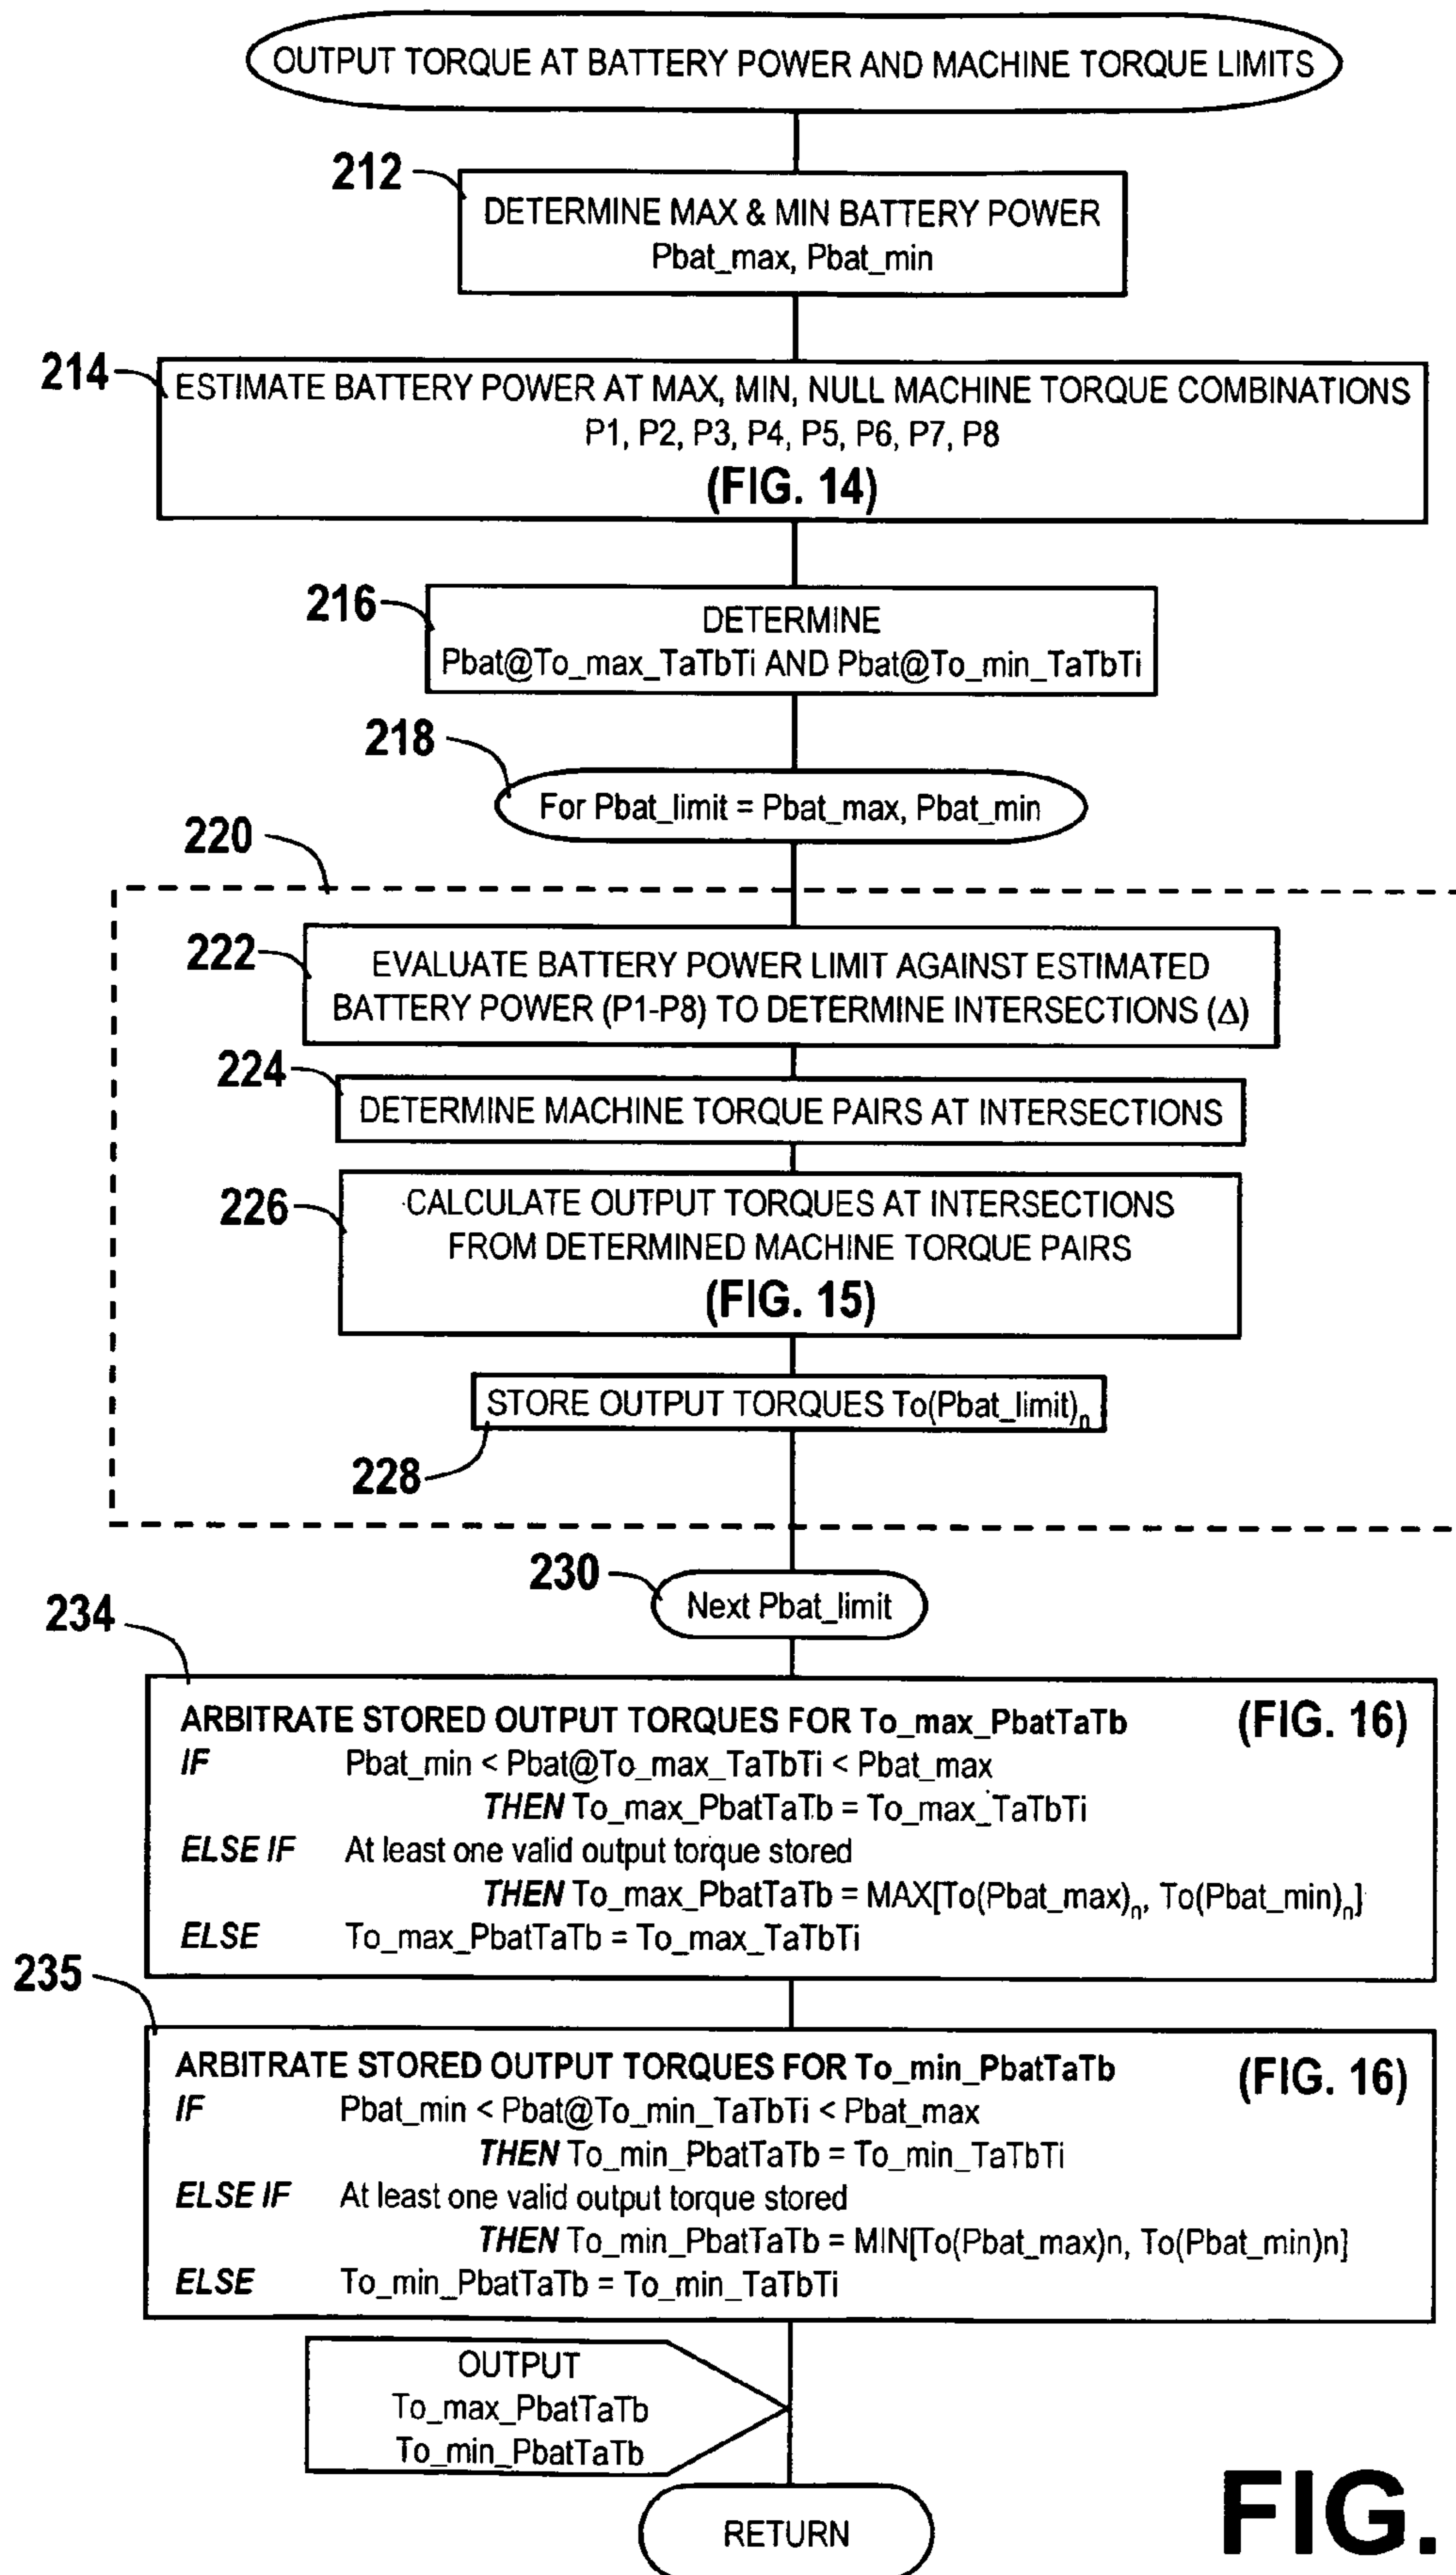 OUTPUT TORQUE AT BATTERY POWER AND MACHINE TORQUE LIMITS
212
DETERMINE MAX & MIN BATTERY POWER
Pbat_max, Pbat_min
214
ESTIMATE BATTERY POWER AT MAX, MIN, NULL MACHINE TORQUE COMBINATIONS
P1, P2, P3, P4, P5, P6, P7, P8
(FIG. 14)
216
DETERMINE
Pbat@To_max_TaTbTi AND Pbat@To_min_TaTbTi
218
For Pbat_limit = Pbat_max, Pbat_min
220
222
EVALUATE BATTERY POWER LIMIT AGAINST ESTIMATED
BATTERY POWER (P1-P8) TO DETERMINE INTERSECTIONS (Δ)
224
DETERMINE MACHINE TORQUE PAIRS AT INTERSECTIONS
226
CALCULATE OUTPUT TORQUES AT INTERSECTIONS
FROM DETERMINED MACHINE TORQUE PAIRS
(FIG. 15)
STORE OUTPUT TORQUES To(Pbat_limit)n
228
230
Next Pbat_limit
234
ARBITRATE STORED OUTPUT TORQUES FOR To_max_PbatTaTb (FIG. 16)
IF Pbat_min < Pbat@To_max_TaTbTi < Pbat_max
THEN To_max_PbatTaTb = To_max_TaTbTi
ELSE IF At least one valid output torque stored
THEN To_max_PbatTaTb = MAX[To(Pbat_max)n, To(Pbat_min)n]
ELSE To_max_PbatTaTb = To_max_TaTbTi
235
ARBITRATE STORED OUTPUT TORQUES FOR To_min_PbatTaTb (FIG. 16)
IF Pbat_min < Pbat@To_min_TaTbTi < Pbat_max
THEN To_min_PbatTaTb = To_min_TaTbTi
ELSE IF At least one valid output torque stored
THEN To_min_PbatTaTb = MIN[To(Pbat_max)n, To(Pbat_min)n]
ELSE To_min_PbatTaTb = To_min_TaTbTi
OUTPUT
To_max_PbatTaTb
To_min_PbatTaTb
RETURN
FIG.